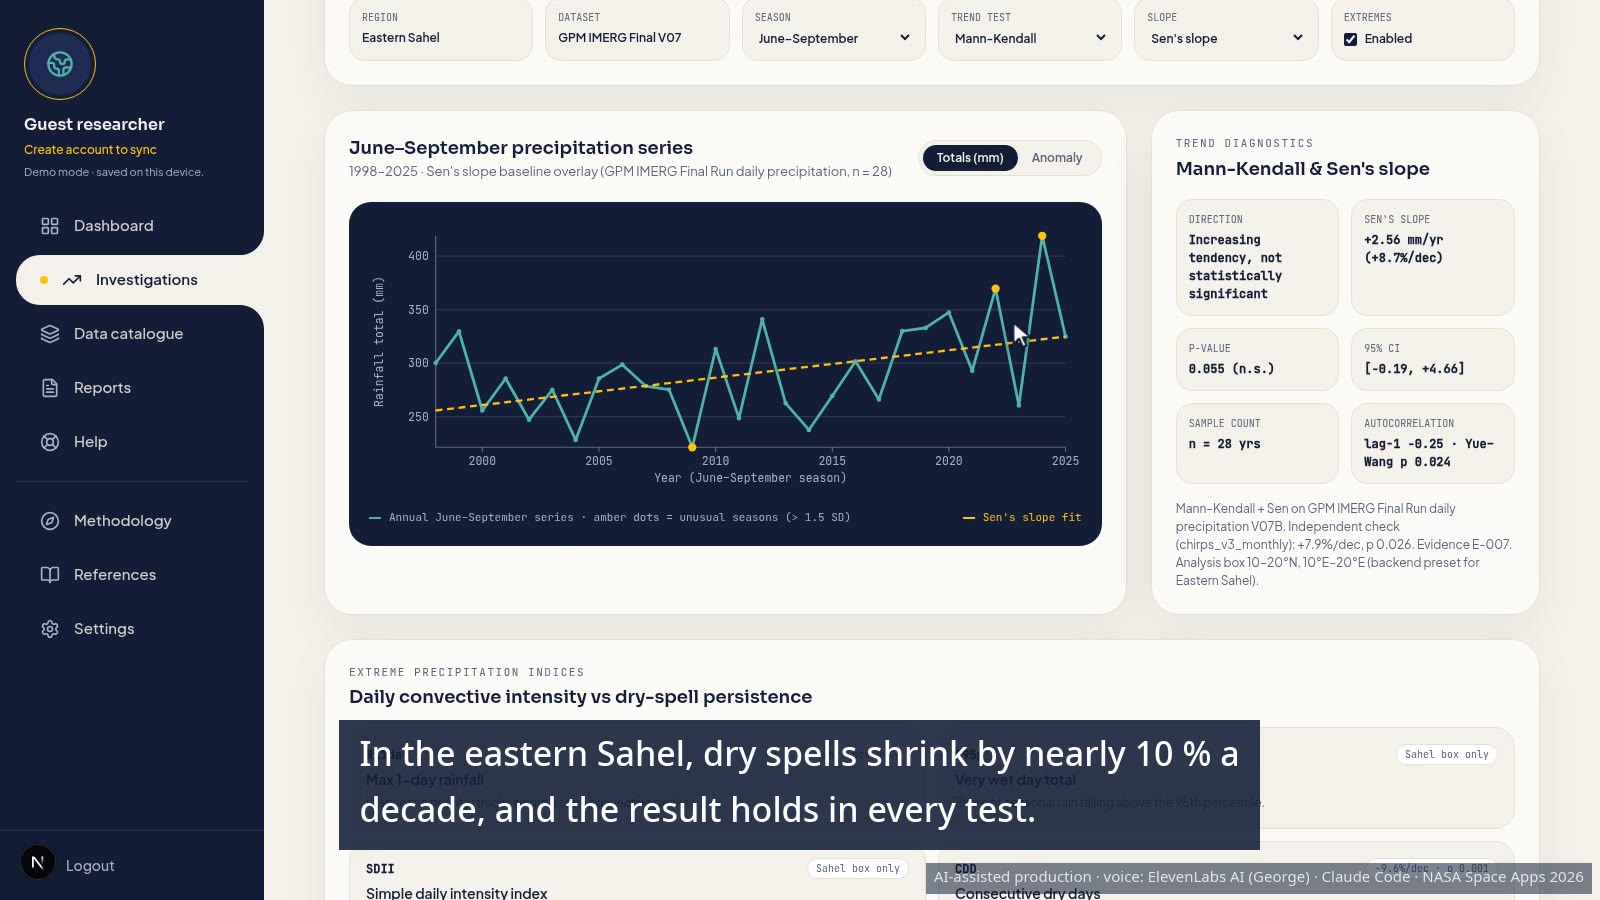 Guest researcher
Create account to sync
Demo mode · saved on this device.
Dashboard
Investigations
Data catalogue
Reports
Help
Methodology
References
Settings
N
Logout
REGION
Eastern Sahel
DATASET
GPM IMERG Final V07
SEASON
June–September
TREND TEST
Mann-Kendall
SLOPE
Sen's slope
EXTREMES
Enabled
June–September precipitation series
1998–2025 · Sen's slope baseline overlay (GPM IMERG Final Run daily precipitation, n = 28)
Totals (mm)
Anomaly
Rainfall total (mm)
400
350
300
250
2000
2005
2010
2015
2020
2025
Year (June–September season)
Annual June–September series · amber dots = unusual seasons (> 1.5 SD)
Sen's slope fit
TREND DIAGNOSTICS
Mann-Kendall & Sen's slope
DIRECTION
Increasing
tendency, not
statistically
significant
SEN'S SLOPE
+2.56 mm/yr
(+8.7%/dec)
P-VALUE
0.055 (n.s.)
95% CI
[-0.19, +4.66]
SAMPLE COUNT
n = 28 yrs
AUTOCORRELATION
lag-1 -0.25 · Yue–
Wang p 0.024
Mann-Kendall + Sen on GPM IMERG Final Run daily
precipitation V07B. Independent check
(chirps_v3_monthly): +7.9%/dec, p 0.026. Evidence E-007.
Analysis box 10–20°N, 10°E–20°E (backend preset for
Eastern Sahel).
EXTREME PRECIPITATION INDICES
Daily convective intensity vs dry-spell persistence
Sahel box only
Max 1-day rainfall
Very wet day total
rain falling above the 95th percentile.
In the eastern Sahel, dry spells shrink by nearly 10 % a
decade, and the result holds in every test.
SDII
Sahel box only
Simple daily intensity index
CDD
-9.6%/dec · p 0.001
Consecutive dry days
AI-assisted production · voice: ElevenLabs AI (George) · Claude Code · NASA Space Apps 2026